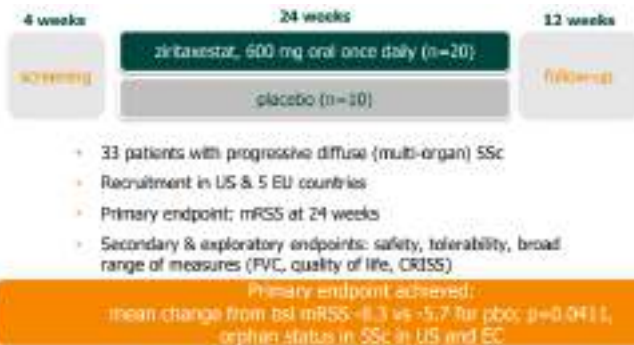 4 weeks
24 weeks
12 weeks
screening
ziritaxestat, 600 mg oral once daily (n=20)
placebo (n=10)
follow-up
33 patients with progressive diffuse (multi-organ) SSc
Recruitment in US & 5 EU countries
Primary endpoint: mRSS at 24 weeks
Secondary & exploratory endpoints: safety, tolerability, broad
range of measures (FVC, quality of life, CRISS)
Primary endpoint achieved:
mean change from bsl mRSS -8.3 vs -5.7 for pbo; p=0.0411,
orphan status in SSc in US and EC